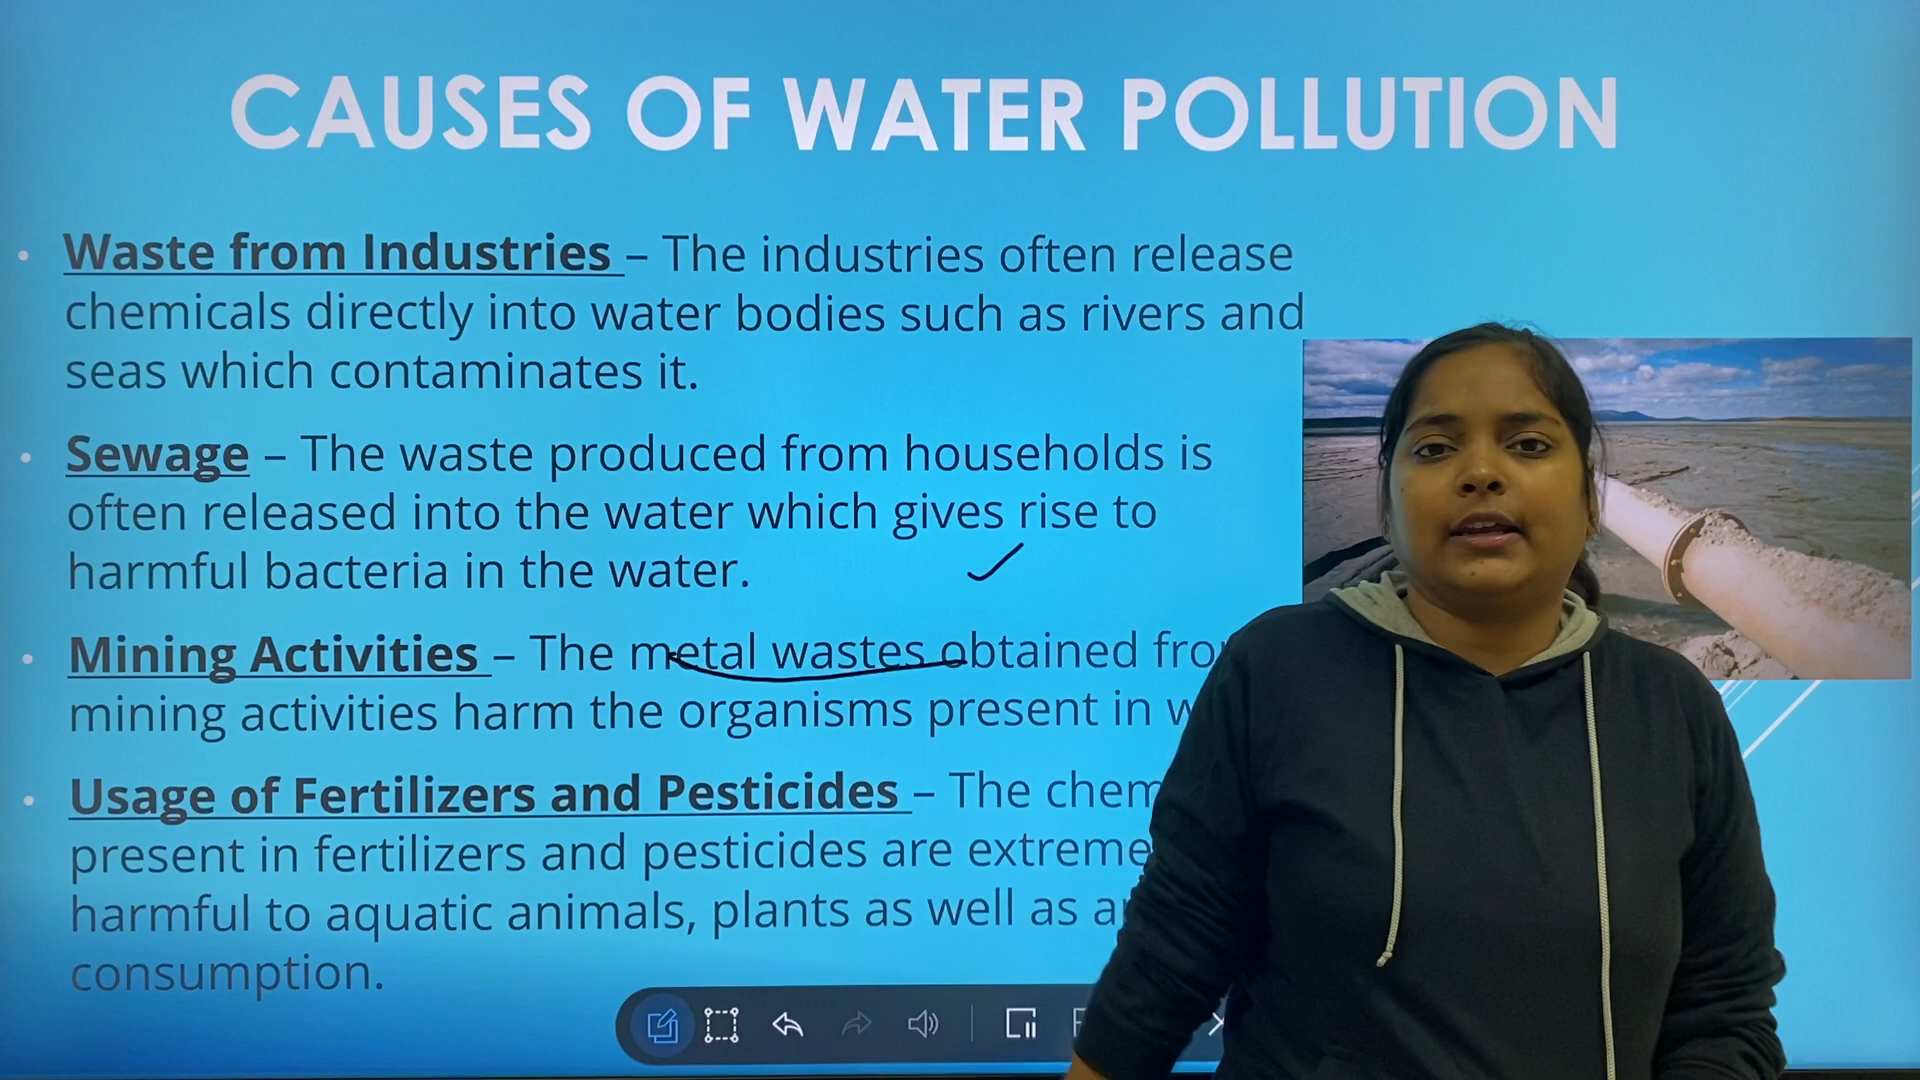 CAUSES OF WATER POLLUTION
• Waste from Industries – The industries often release
chemicals directly into water bodies such as rivers and
seas which contaminates it.
• Sewage – The waste produced from households is
often released into the water which gives rise to
harmful bacteria in the water.
• Mining Activities – The metal wastes obtained
mining activities harm the organisms present in
• Usage of Fertilizers and Pesticides – The
present in fertilizers and pesticides are
harmful to aquatic animals, plants as well as
consumption.